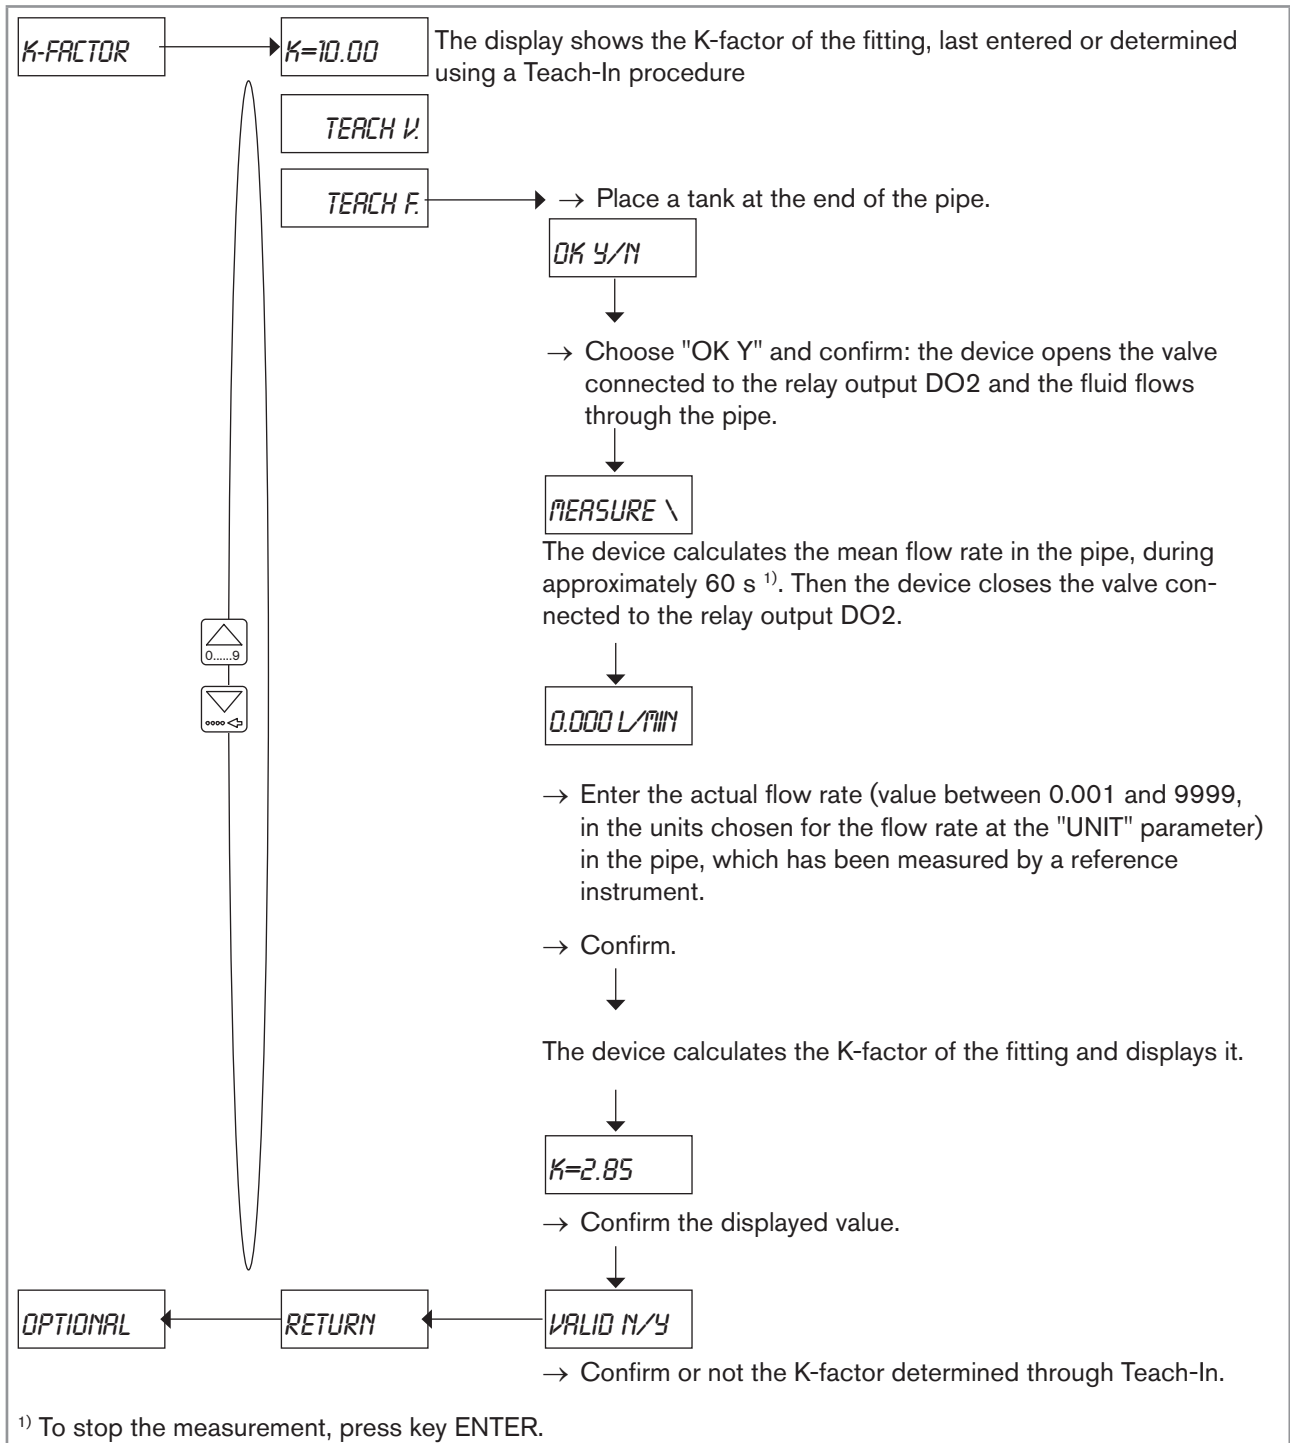 K-FACTOR
K=10.00
The display shows the K-factor of the fitting, last entered or determined
using a Teach-In procedure
TEACH V.
TEACH F.
→ Place a tank at the end of the pipe.
OK Y/N
→ Choose "OK Y" and confirm: the device opens the valve
connected to the relay output DO2 and the fluid flows
through the pipe.
MEASURE \
The device calculates the mean flow rate in the pipe, during
approximately 60 s 1). Then the device closes the valve con-
nected to the relay output DO2.
0......9
0.000 L/MIN
→ Enter the actual flow rate (value between 0.001 and 9999,
in the units chosen for the flow rate at the "UNIT" parameter)
in the pipe, which has been measured by a reference
instrument.
→ Confirm.
The device calculates the K-factor of the fitting and displays it.
K=2.85
→ Confirm the displayed value.
OPTIONAL
RETURN
VALID N/Y
→ Confirm or not the K-factor determined through Teach-In.
1) To stop the measurement, press key ENTER.